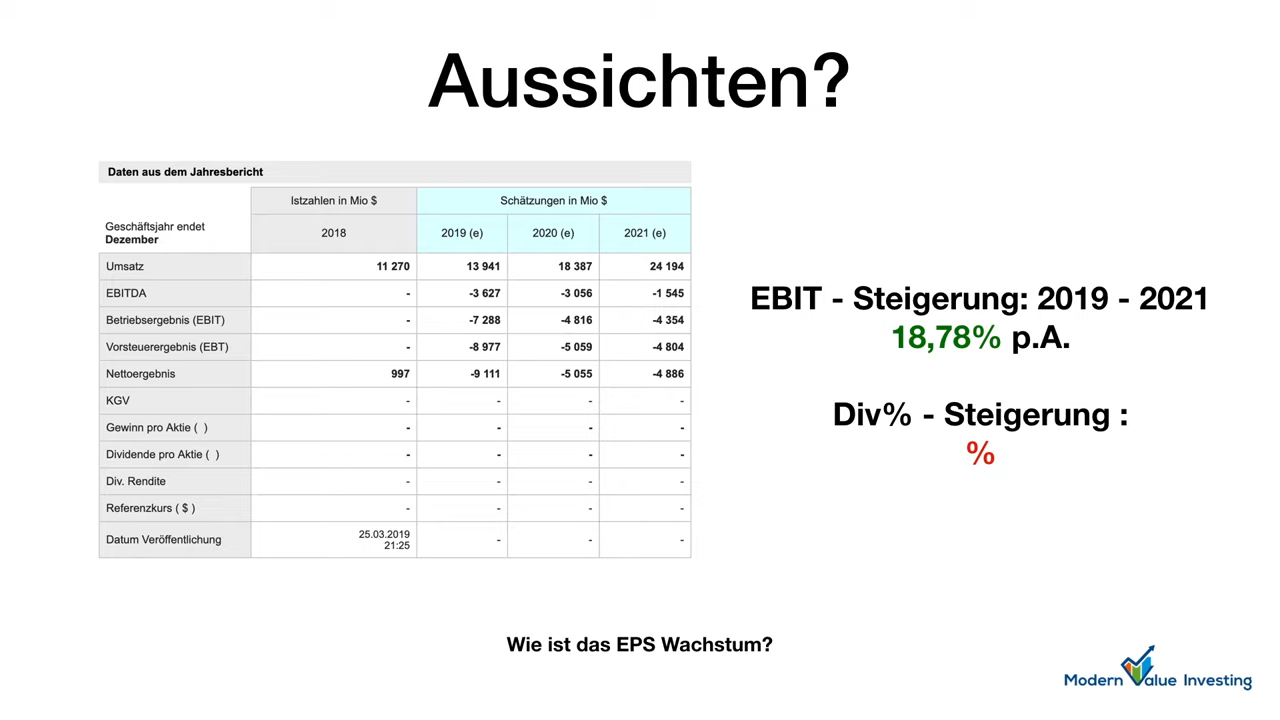 Aussichten?
Daten aus dem Jahresbericht
Istzahlen in Mio $ Schätzungen in Mio $
Geschäftsjahr endet
Dezember
2018 2019 (e) 2020 (e) 2021 (e)
Umsatz 11 270 13 941 18 387 24 194
EBITDA - -3 627 -3 056 -1 545
Betriebsergebnis (EBIT) - -7 288 -4 816 -4 354
Vorsteuerergebnis (EBT) - -8 977 -5 059 -4 804
Nettoergebnis 997 -9 111 -5 055 -4 886
KGV - - - -
Gewinn pro Aktie ( ) - - - -
Dividende pro Aktie ( ) - - - -
Div. Rendite - - - -
Referenzkurs ( $ ) - - - -
Datum Veröffentlichung 25.03.2019 - - -
21:25
EBIT - Steigerung: 2019 - 2021
18,78% p.A.
Div% - Steigerung :
%
Wie ist das EPS Wachstum?
Modern Value Investing